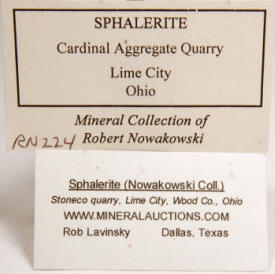 SPHALERITE
Cardinal Aggregate Quarry
Lime City
Ohio
Mineral Collection of
RN224 Robert Nowakowski
Sphalerite (Nowakowski Coll.)
Stoneco quarry, Lime City, Wood Co., Ohio
WWW.MINERALAUCTIONS.COM
Rob Lavinsky Dallas, Texas